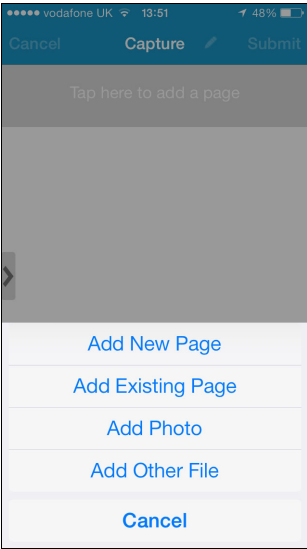 vodafone UK 13:51 48%
Cancel Capture Submit
Tap here to add a page
Add New Page
Add Existing Page
Add Photo
Add Other File
Cancel